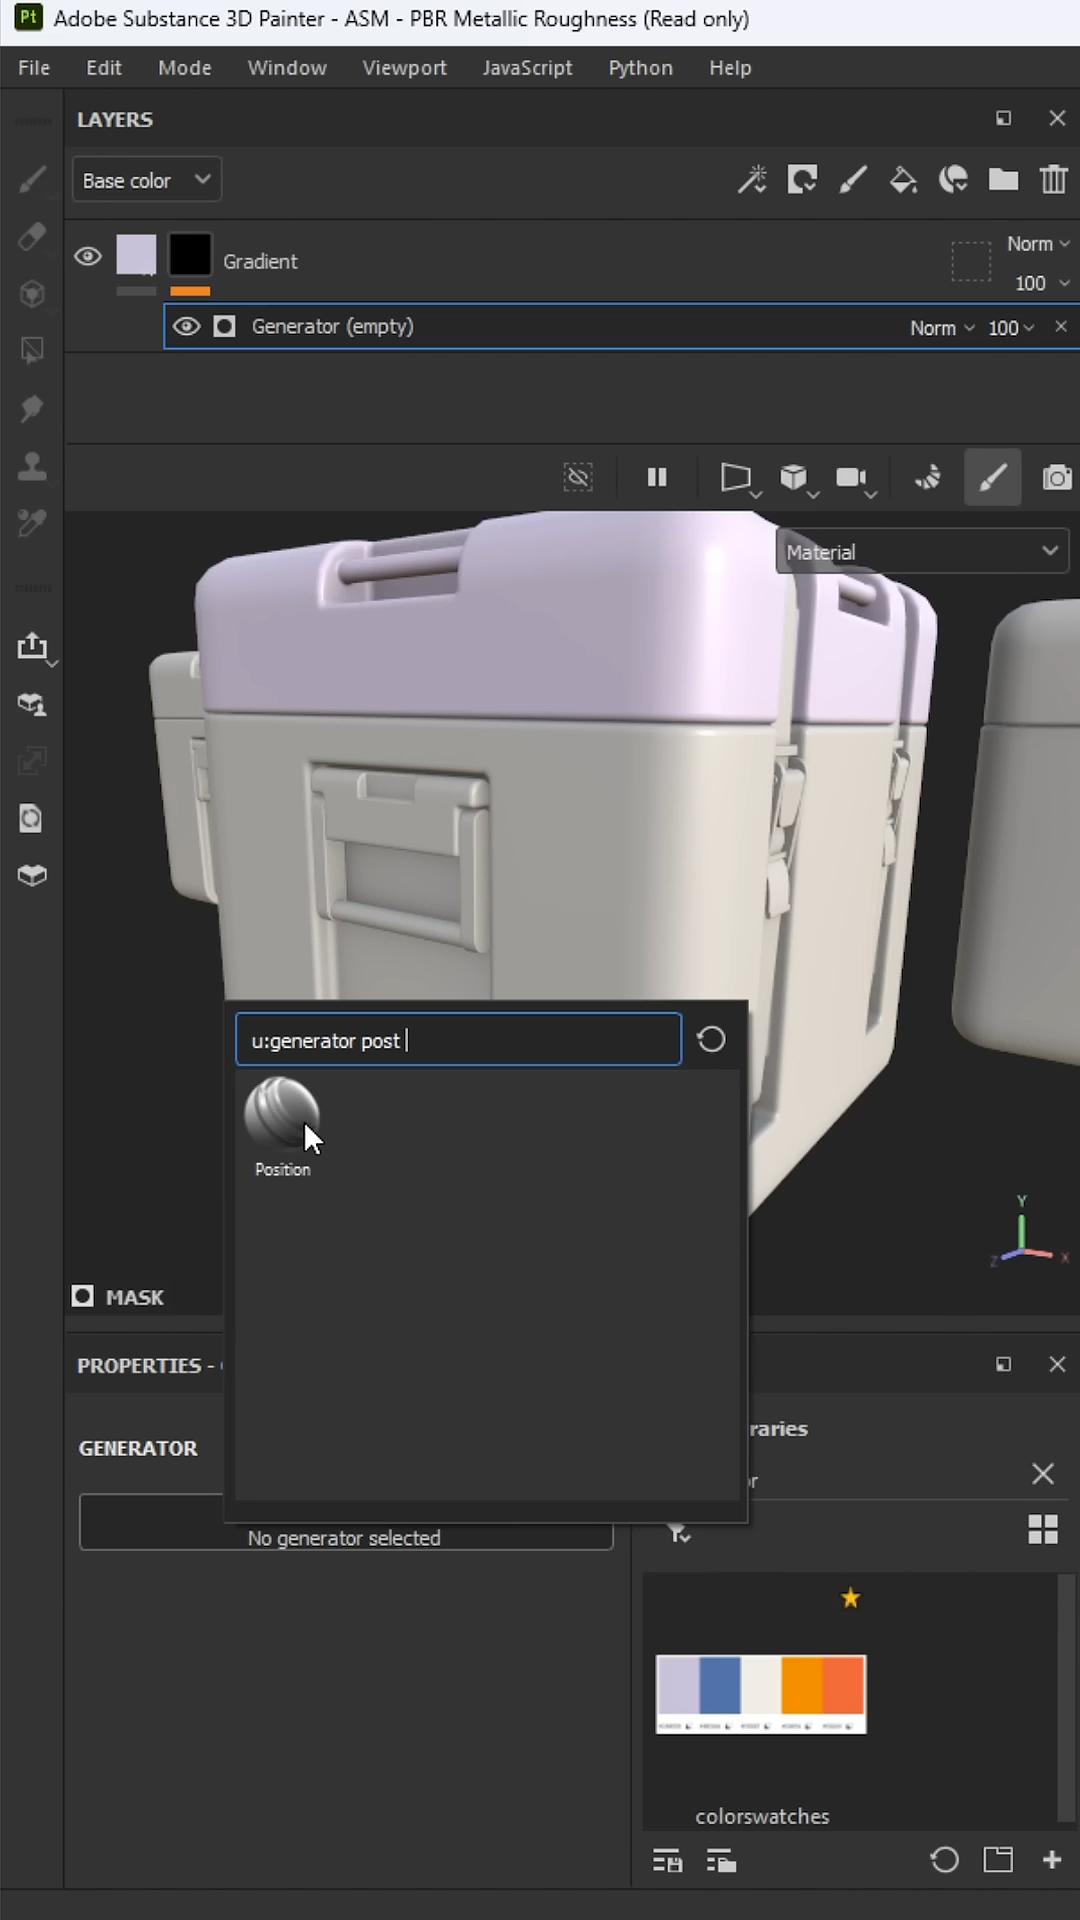 Pt Adobe Substance 3D Painter - ASM - PBR Metallic Roughness (Read only)
File Edit Mode Window Viewport JavaScript Python Help
LAYERS
Base color
Gradient
Norm
100
Generator (empty) Norm 100
Material
u:generator post
Position
Y
Z
X
MASK
PROPERTIES -
raries
GENERATOR
or
No generator selected
colorswatches